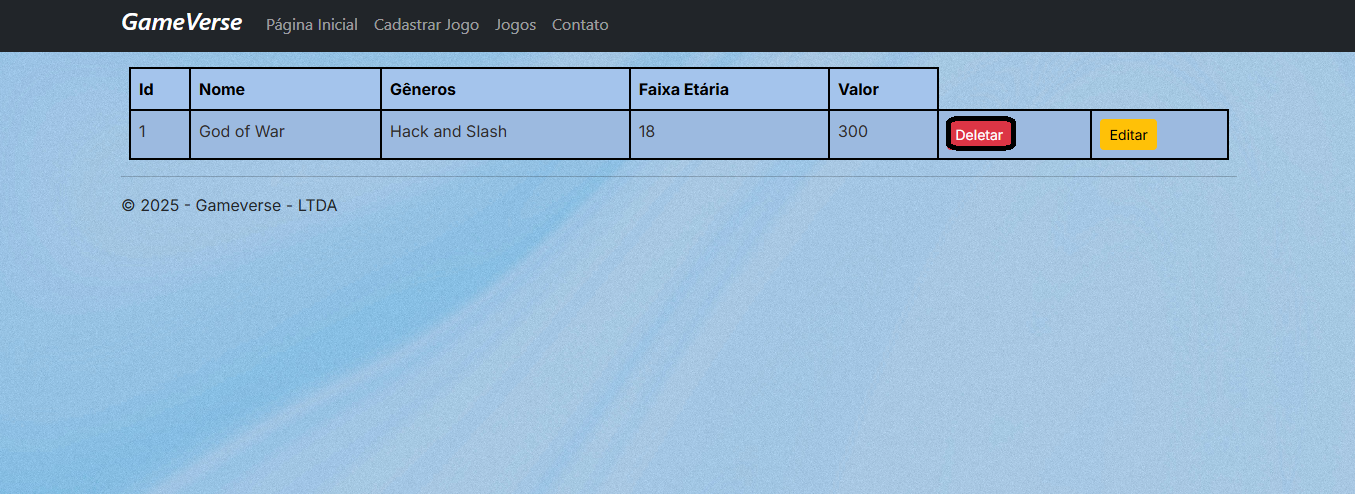 GameVerse Página Inicial Cadastrar Jogo Jogos Contato
Id Nome Gêneros Faixa Etária Valor
1 God of War Hack and Slash 18 300 Deletar Editar
© 2025 - Gameverse - LTDA